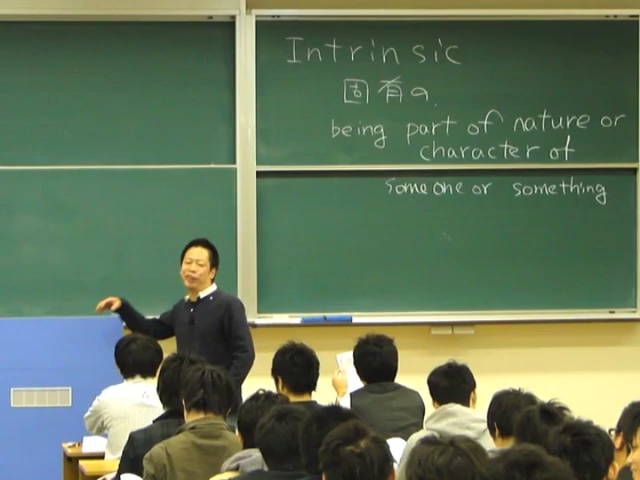 Intrinsic
固有の
being part of nature or
character of
someone or something